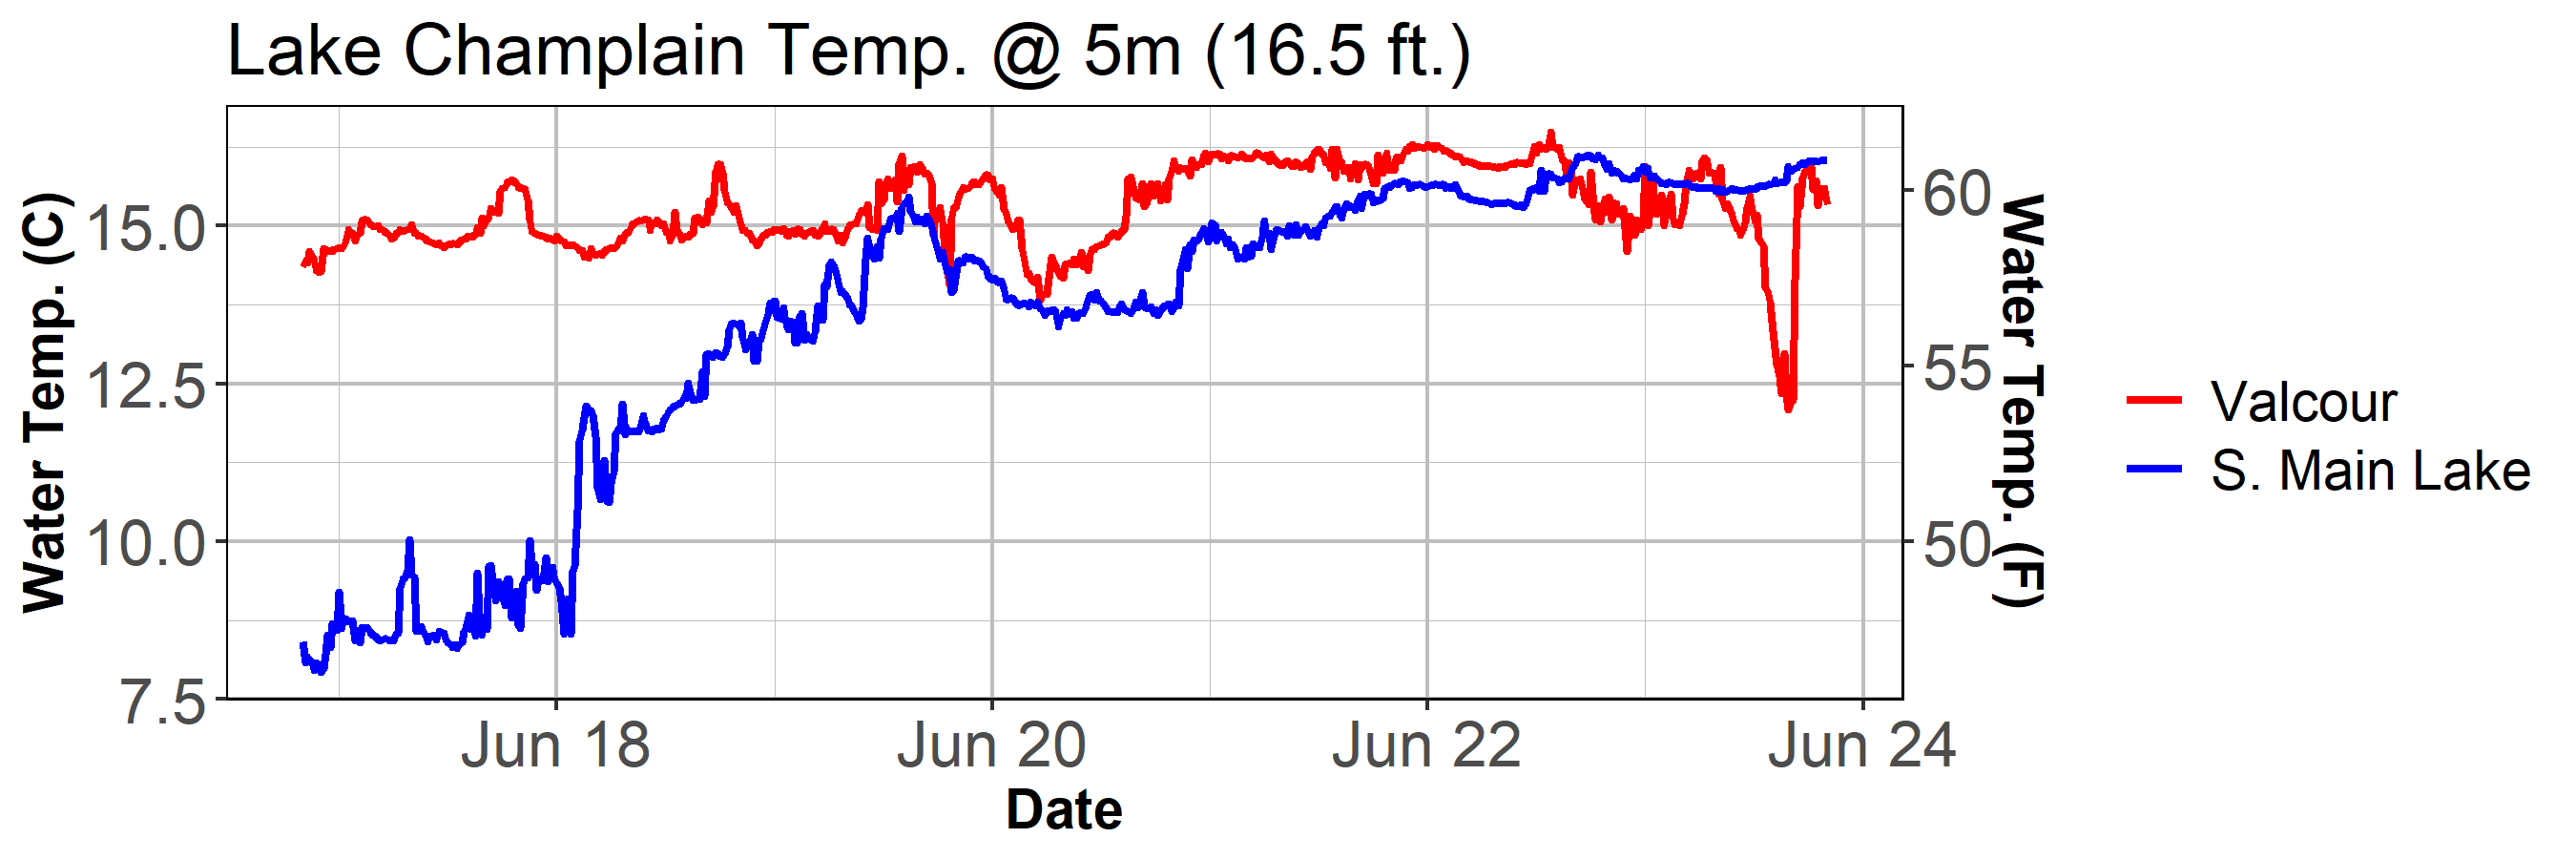 Lake Champlain Temp. @ 5m (16.5 ft.)
Water Temp. (C)
15.0
12.5
10.0
7.5
60
55
50
Water Temp. (F)
Jun 18
Jun 20
Jun 22
Jun 24
Date
Valcour
S. Main Lake